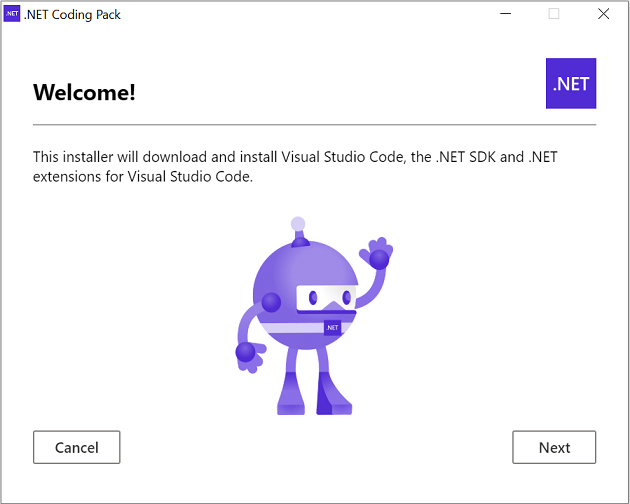 .NET .NET Coding Pack
Welcome!
.NET
This installer will download and install Visual Studio Code, the .NET SDK and .NET
extensions for Visual Studio Code.
.NET
Cancel
Next